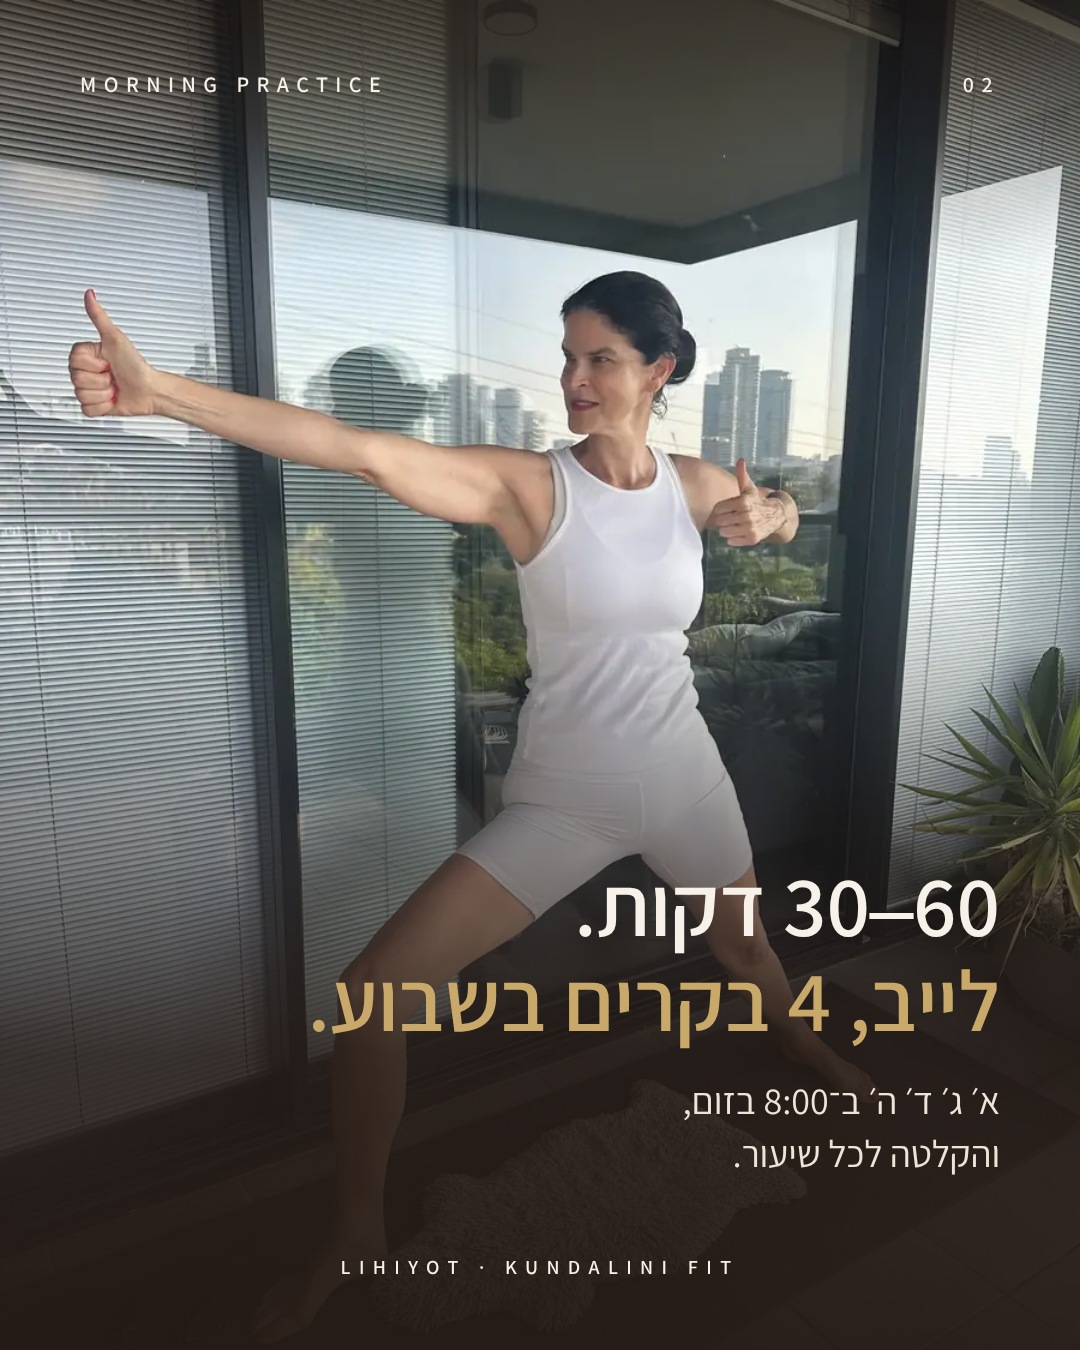 MORNING PRACTICE
02
30–60 דקות.
לייב, 4 בקרים בשבוע.
א׳ ג׳ ד׳ ה׳ ב־8:00 בזום,
והקלטה לכל שיעור.
LIHIYOT · KUNDALINI FIT